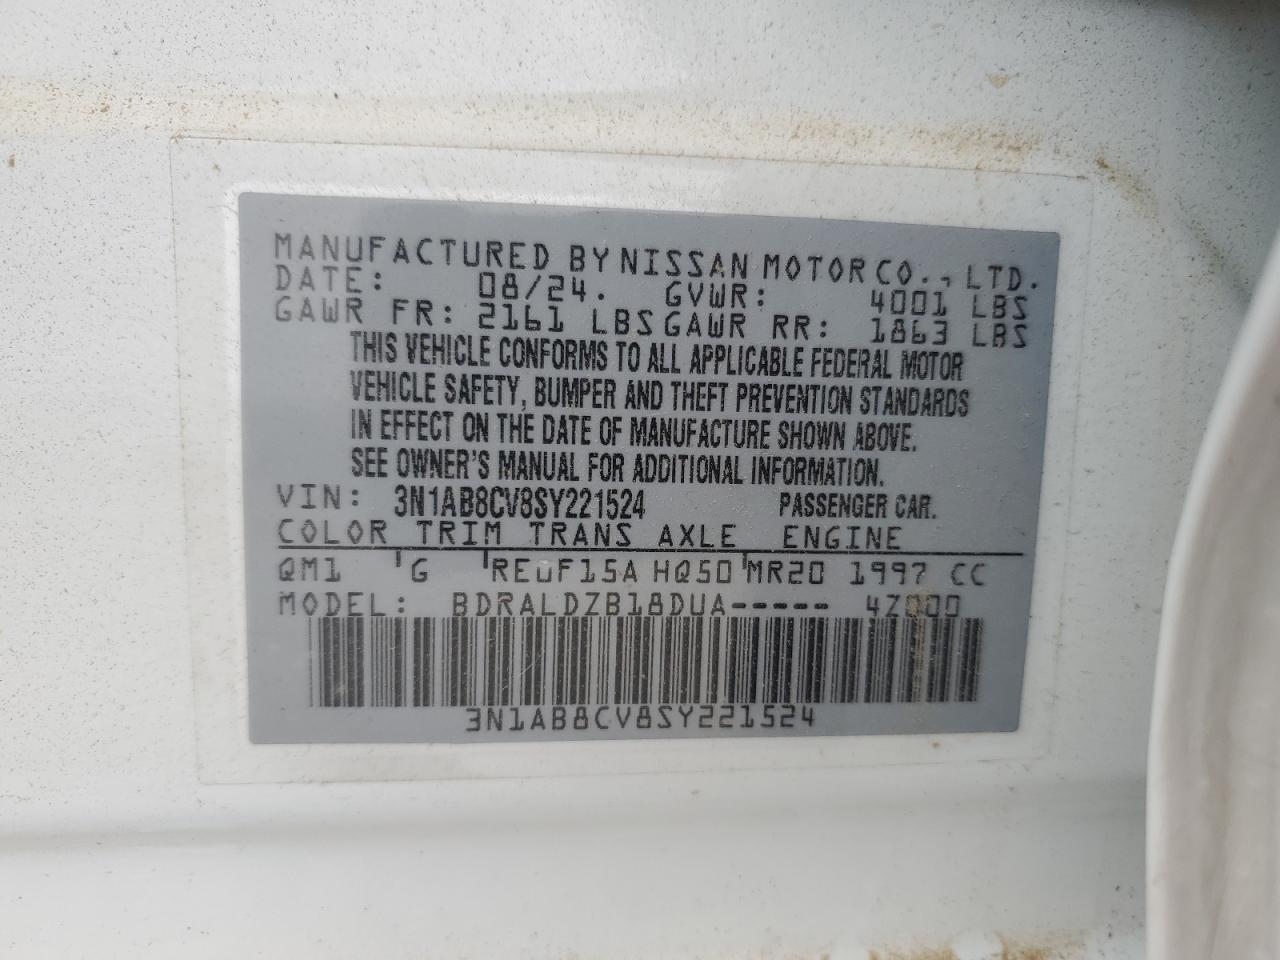 MANUFACTURED BY NISSAN MOTOR CO., LTD.
DATE: 08/24. GVWR: 4001 LBS
GAWR FR: 2161 LBS GAWR RR: 1863 LBS
THIS VEHICLE CONFORMS TO ALL APPLICABLE FEDERAL MOTOR
VEHICLE SAFETY, BUMPER AND THEFT PREVENTION STANDARDS
IN EFFECT ON THE DATE OF MANUFACTURE SHOWN ABOVE.
SEE OWNER'S MANUAL FOR ADDITIONAL INFORMATION.
VIN: 3N1AB8CV8SY221524 PASSENGER CAR.
COLOR TRIM TRANS AXLE ENGINE
QM1 G RE0F15A HQ50 MR20 1997 CC
MODEL: BDRALDZB18DUA----- 4Z000
3N1AB8CV8SY221524